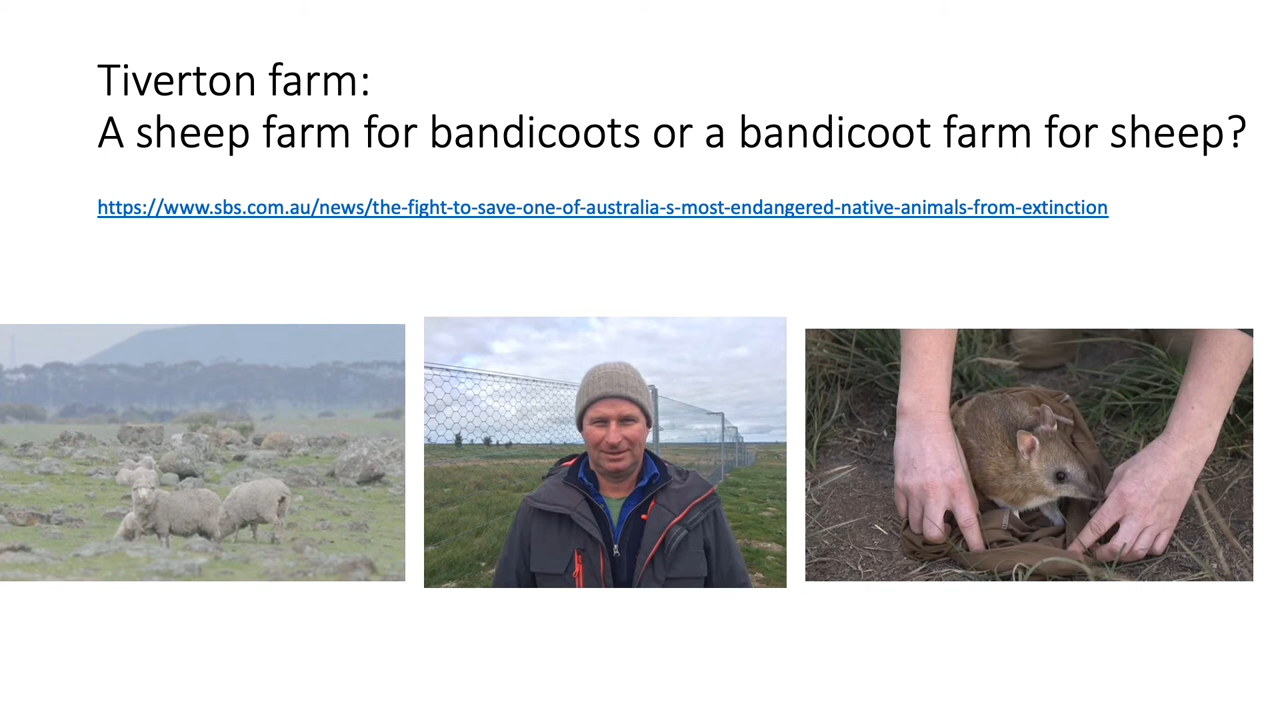 Tiverton farm:
A sheep farm for bandicoots or a bandicoot farm for sheep?
https://www.sbs.com.au/news/the-fight-to-save-one-of-australia-s-most-endangered-native-animals-from-extinction